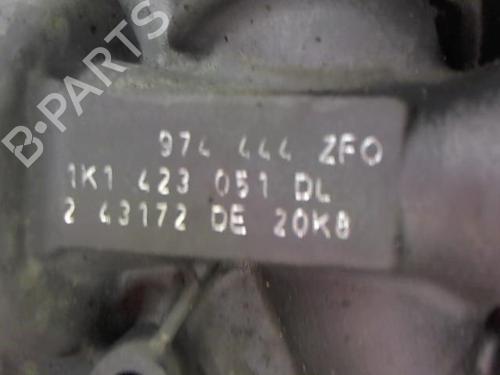 B-PARTS
974 444 ZFO
1K1 423 051 DL
2 43172 DE 20K8